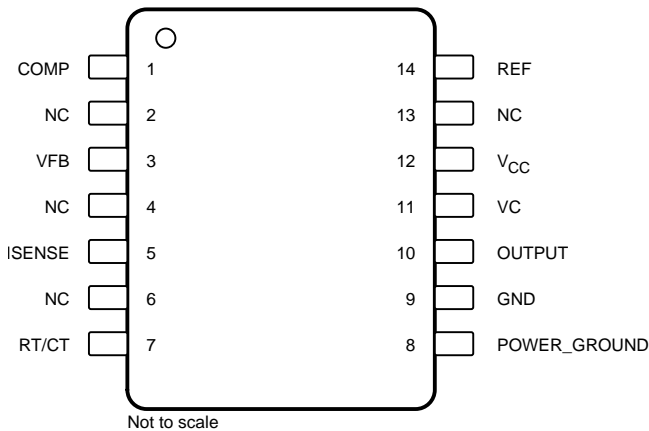 COMP 1 14 REF
NC 2 13 NC
VFB 3 12 VCC
NC 4 11 VC
ISENSE 5 10 OUTPUT
NC 6 9 GND
RT/CT 7 8 POWER_GROUND
Not to scale